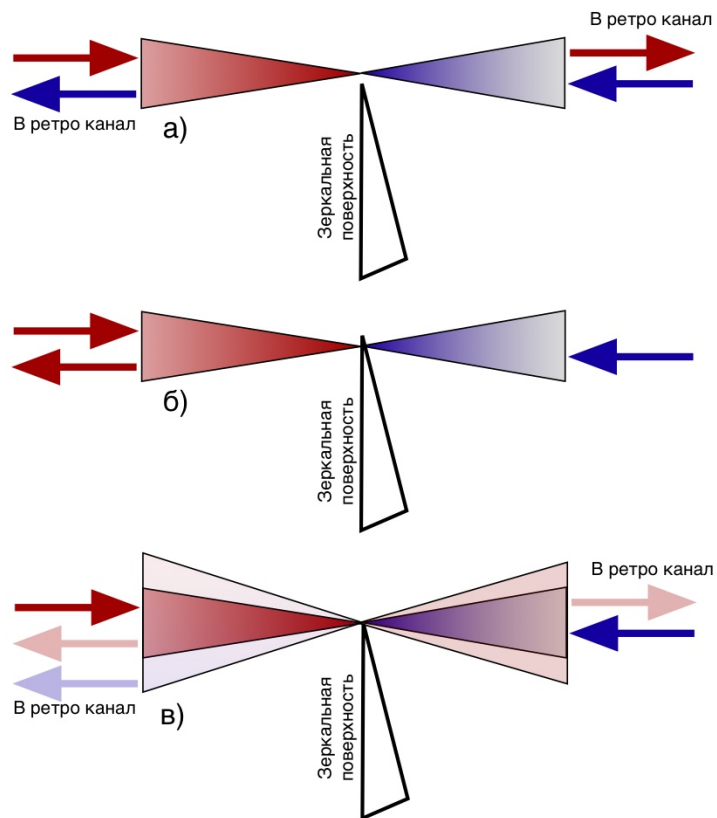 В ретро канал
В ретро канал
а)
Зеркальная
поверхность
б)
Зеркальная
поверхность
В ретро канал
В ретро канал
в)
Зеркальная
поверхность